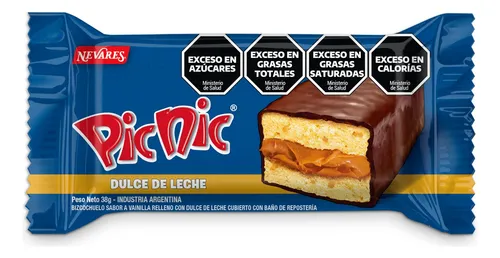 NEVARES
EXCESO EN
AZÚCARES
Ministerio
de Salud
EXCESO EN
GRASAS
TOTALES
Ministerio
de Salud
EXCESO EN
GRASAS
SATURADAS
Ministerio
de Salud
EXCESO EN
CALORÍAS
Ministerio
de Salud
PicNic®
DULCE DE LECHE
Peso Neto 38g - INDUSTRIA ARGENTINA
BIZCOCHUELO SABOR A VAINILLA RELLENO CON DULCE DE LECHE CUBIERTO CON BAÑO DE REPOSTERÍA